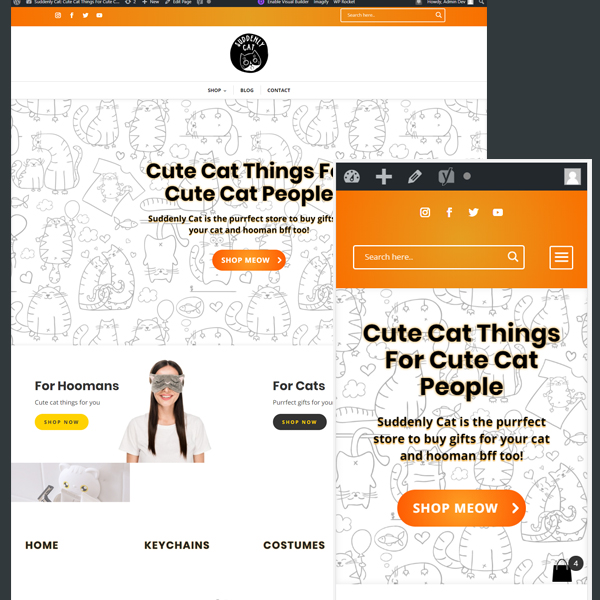 Suddenly Cat! Cute Cat Things For Cute C...
2
0
New
Edit Page
Enable Visual Builder
Imagify
WP Rocket
Howdy, Admin Dev
Search here..
SUDDENLY
CAT
SHOP
BLOG
CONTACT
Cute Cat Things F
Cute Cat People
Suddenly Cat is the purrfect store to buy gifts
your cat and hooman bff too!
SHOP MEOW
For Hoomans
Cute cat things for you
SHOP NOW
For Cats
Purrfect gifts for your
SHOP NOW
HOME
KEYCHAINS
COSTUMES
Search here..
Cute Cat Things
For Cute Cat
People
Suddenly Cat is the purrfect
store to buy gifts for your cat
and hooman bff too!
SHOP MEOW
4